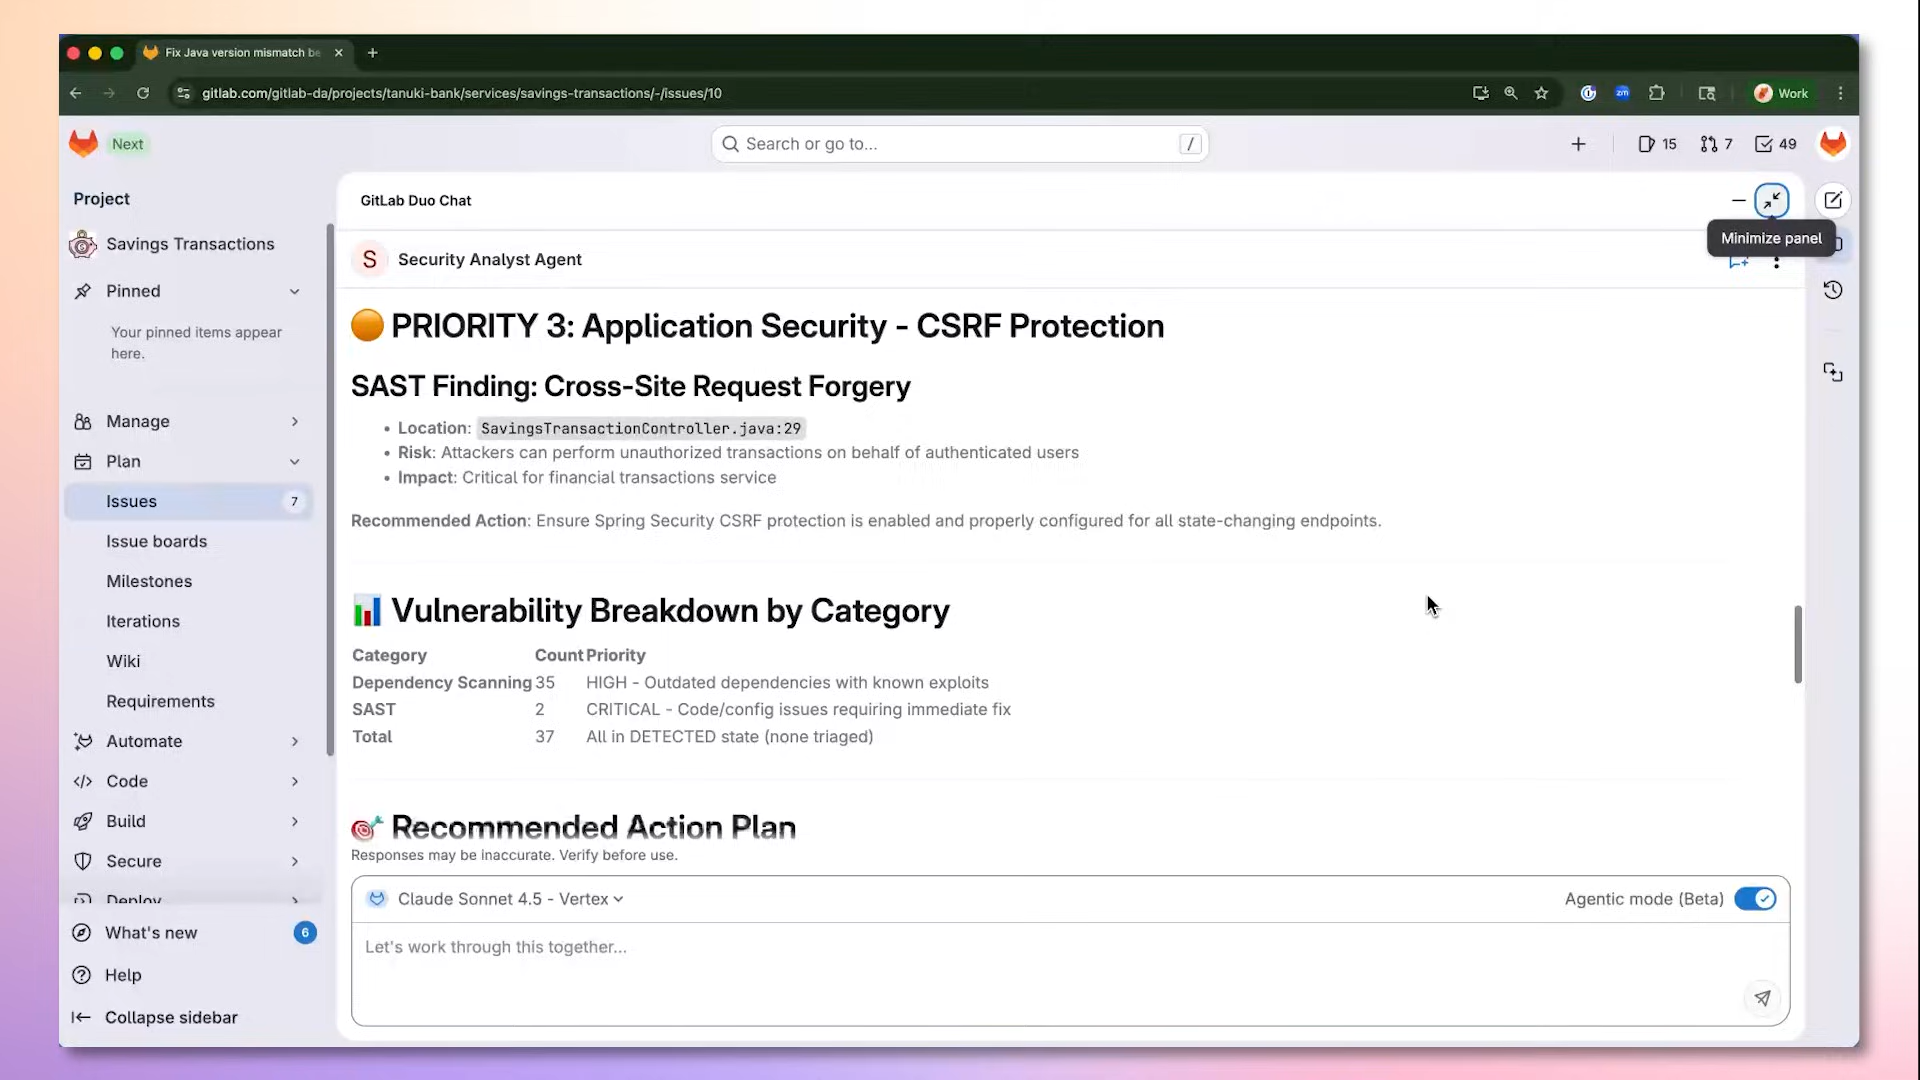 Fix Java version mismatch be
gitlab.com/gitlab-da/projects/tanuki-bank/services/savings-transactions/-/issues/10
zm
Work
Next
Search or go to...
/
15
7
49
Project
Savings Transactions
Pinned
Your pinned items appear
here.
Manage
Plan
Issues
7
Issue boards
Milestones
Iterations
Wiki
Requirements
Automate
Code
Build
Secure
Deploy
What's new
6
Help
Collapse sidebar
GitLab Duo Chat
Minimize panel
S
Security Analyst Agent
PRIORITY 3: Application Security - CSRF Protection
SAST Finding: Cross-Site Request Forgery
• Location: SavingsTransactionController.java:29
• Risk: Attackers can perform unauthorized transactions on behalf of authenticated users
• Impact: Critical for financial transactions service
Recommended Action: Ensure Spring Security CSRF protection is enabled and properly configured for all state-changing endpoints.
Vulnerability Breakdown by Category
Category Count Priority
Dependency Scanning 35 HIGH - Outdated dependencies with known exploits
SAST 2 CRITICAL - Code/config issues requiring immediate fix
Total 37 All in DETECTED state (none triaged)
Recommended Action Plan
Responses may be inaccurate. Verify before use.
Claude Sonnet 4.5 - Vertex
Agentic mode (Beta)
Let's work through this together...